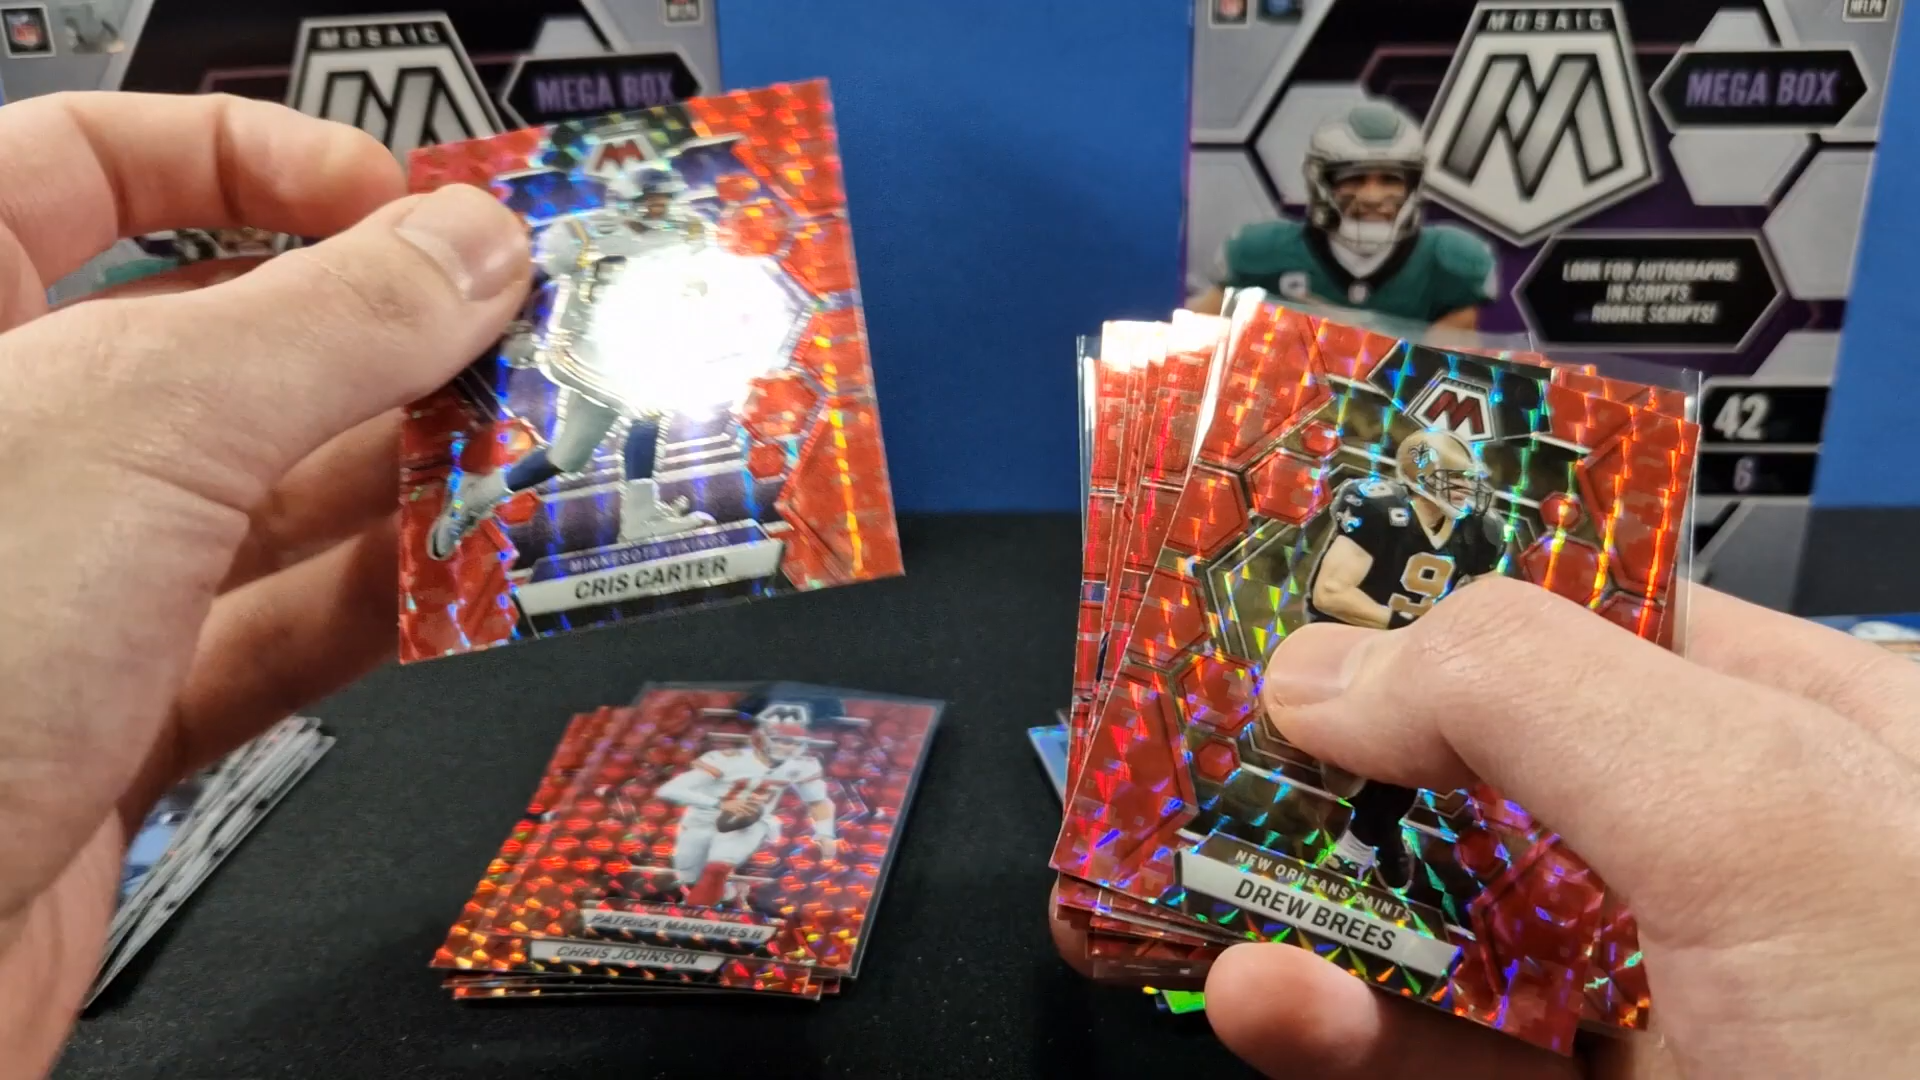 MOSAIC
MEGA BOX
NFLPA
MOSAIC
MEGA BOX
LOOK FOR AUTOGRAPHS
IN SCRIPTS
ROOKIE SCRIPTS!
42
6
MINNESOTA VIKINGS
CRIS CARTER
NEW ORLEANS SAINTS
DREW BREES
PATRICK MAHOMES II
CHRIS JOHNSON